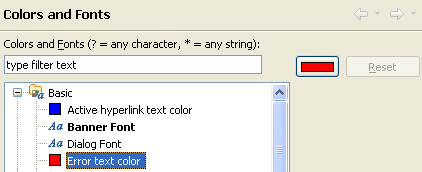 Colors and Fonts
Colors and Fonts (? = any character, * = any string):
type filter text
Reset
Basic
Active hyperlink text color
Aa Banner Font
Aa Dialog Font
Error text color